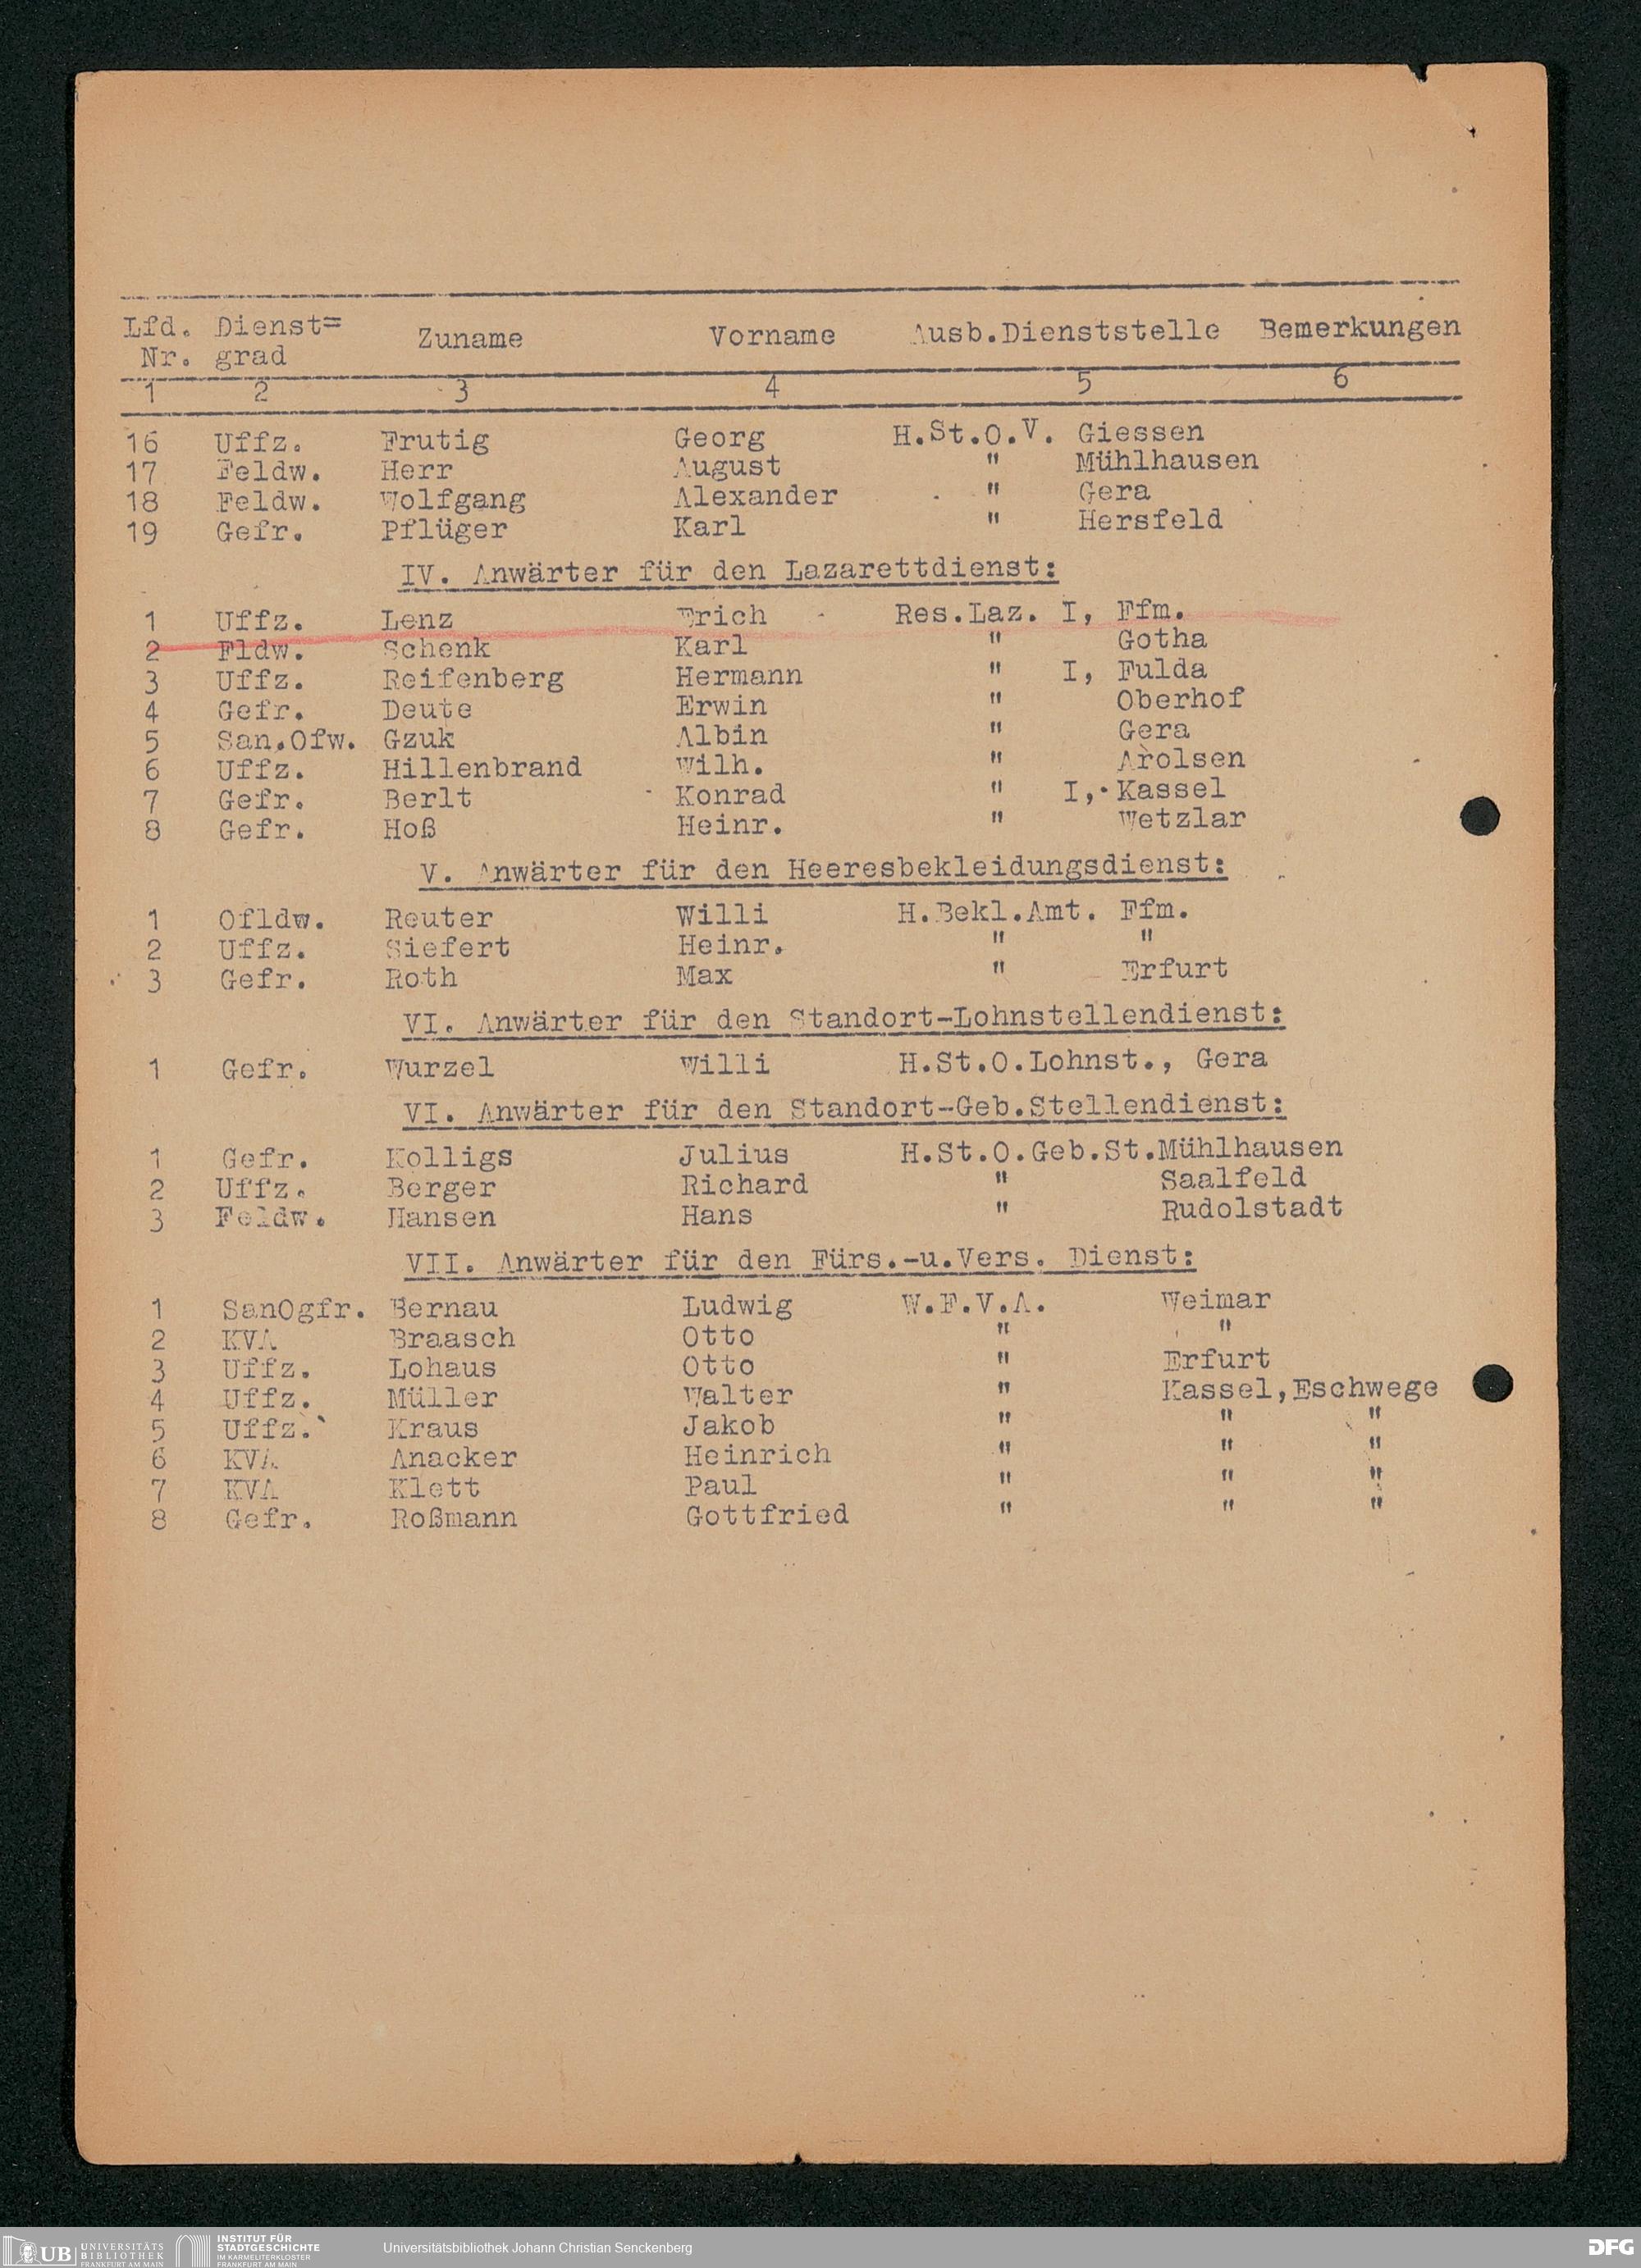 Lfd. Dienst= Zuname Vorname Ausb.Dienststelle Bemerkungen
Nr. grad
1 2 3 4 5 6
16 Uffz. Frutig Georg H.St.O.V. Giessen
17 Feldw. Herr August " Mühlhausen
18 Feldw. Wolfgang Alexander " Gera
19 Gefr. Pflüger Karl " Hersfeld
IV. Anwärter für den Lazarettdienst:
1 Uffz. Lenz Erich Res.Laz. I, Ffm.
2 Fldw. Schenk Karl " Gotha
3 Uffz. Reifenberg Hermann " I, Fulda
4 Gefr. Deute Erwin " Oberhof
5 San.Ofw. Gzuk Albin " Gera
6 Uffz. Hillenbrand Wilh. " Arolsen
7 Gefr. Berlt Konrad " I, Kassel
8 Gefr. Hoß Heinr. " Wetzlar
V. Anwärter für den Heeresbekleidungsdienst:
1 Ofldw. Reuter Willi H.Bekl.Amt. Ffm.
2 Uffz. Siefert Heinr. " "
3 Gefr. Roth Max " Erfurt
VI. Anwärter für den Standort-Lohnstellendienst:
1 Gefr. Wurzel Willi H.St.O.Lohnst., Gera
VI. Anwärter für den Standort-Geb.Stellendienst:
1 Gefr. Kolligs Julius H.St.O.Geb.St.Mühlhausen
2 Uffz. Berger Richard " Saalfeld
3 Feldw. Hansen Hans " Rudolstadt
VII. Anwärter für den Fürs.-u.Vers. Dienst:
1 SanOgfr. Bernau Ludwig W.F.V.A. Weimar
2 KVA Braasch Otto " "
3 Uffz. Lohaus Otto " Erfurt
4 Uffz. Müller Walter " Kassel,Eschwege
5 Uffz. Kraus Jakob " " "
6 KVA Anacker Heinrich " " "
7 KVA Klett Paul " " "
8 Gefr. Roßmann Gottfried " " "
UB UNIVERSITÄTS BIBLIOTHEK FRANKFURT AM MAIN
INSTITUT FÜR STADTGESCHICHTE IM KARMELITERKLOSTER FRANKFURT AM MAIN
Universitätsbibliothek Johann Christian Senckenberg
DFG